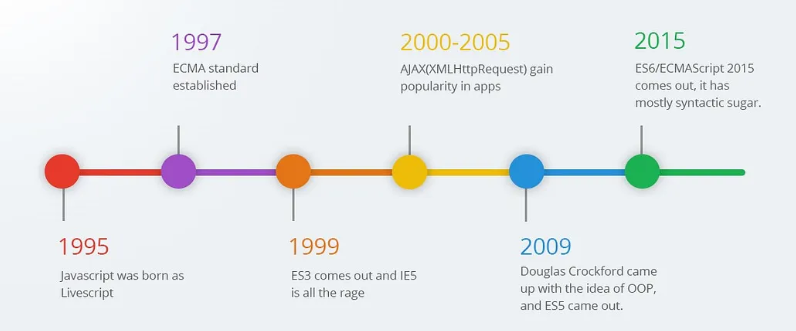 1997
ECMA standard
established
2000-2005
AJAX(XMLHttpRequest) gain
popularity in apps
2015
ES6/ECMAScript 2015
comes out, it has
mostly syntactic sugar.
1995
Javascript was born as
Livescript
1999
ES3 comes out and IE5
is all the rage
2009
Douglas Crockford came
up with the idea of OOP,
and ES5 came out.